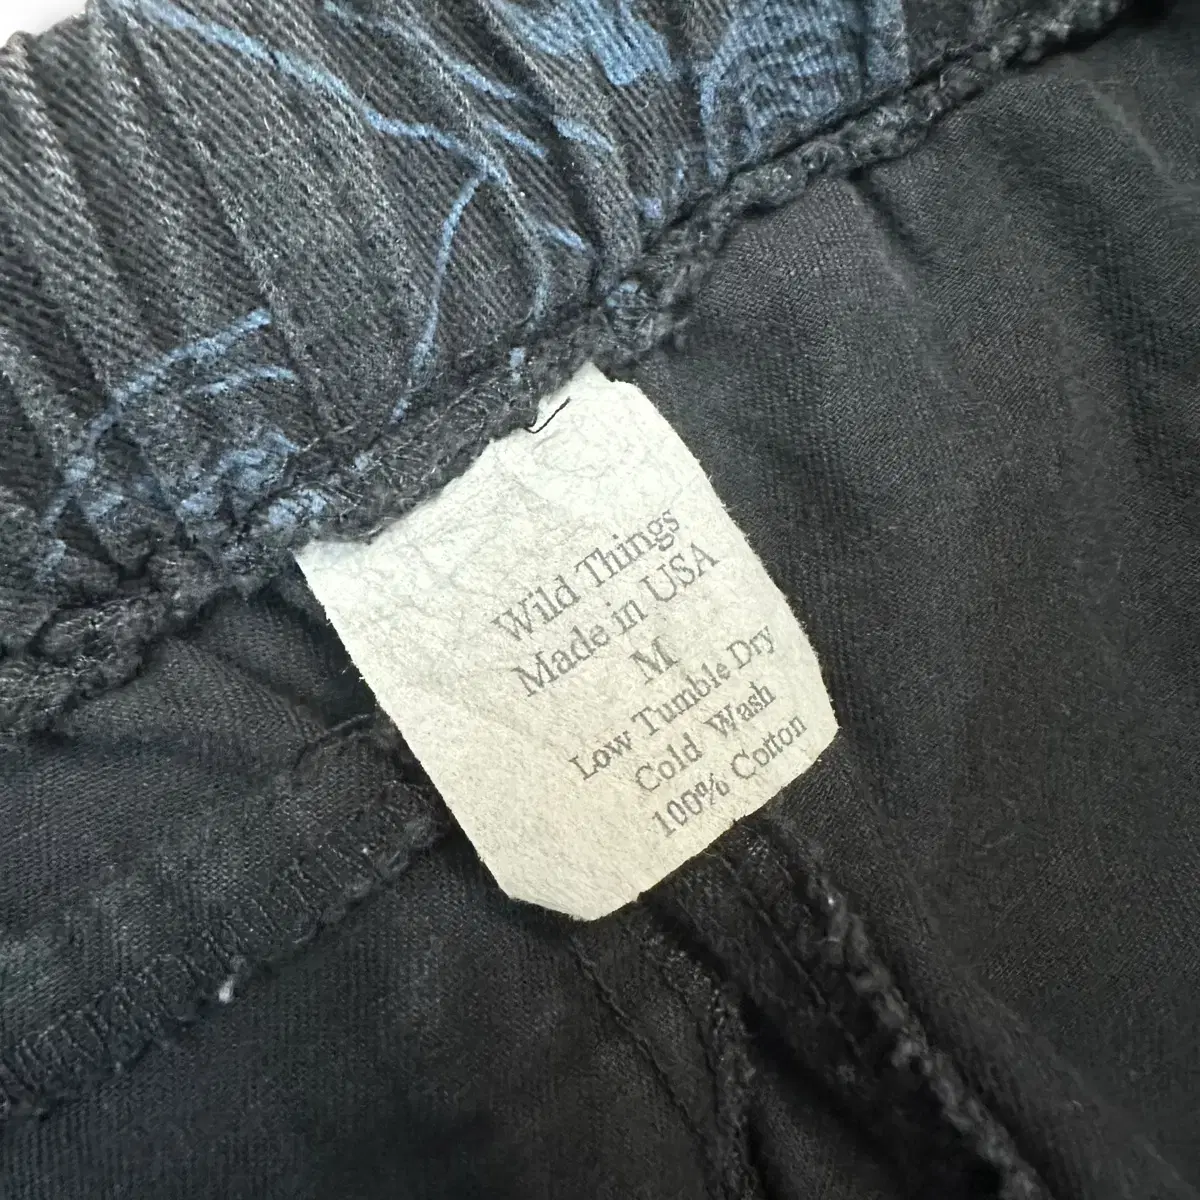 Wild Things
Made in USA
M
Low Tumble Dry
Cold Wash
100% Cotton